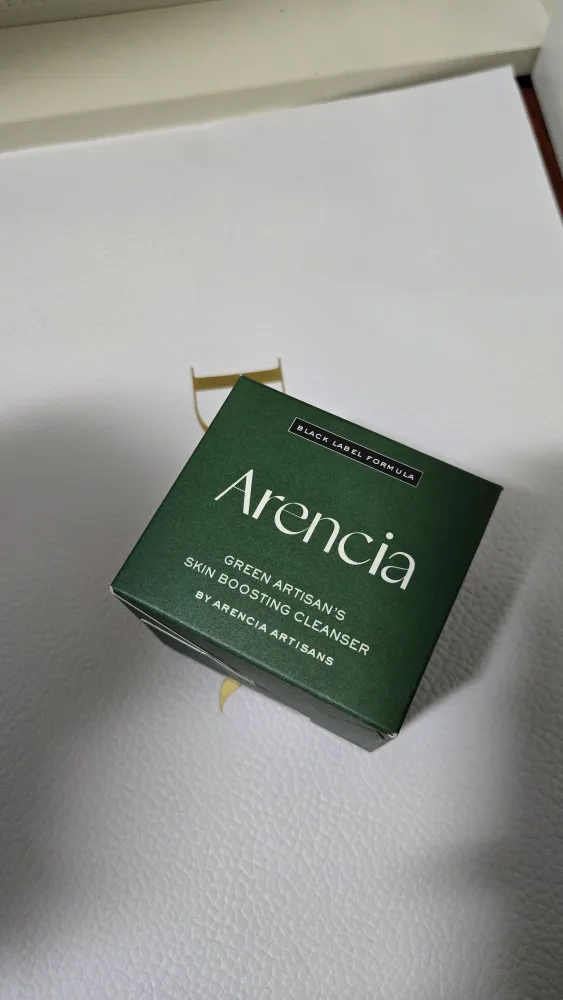 BLACK LABEL FORMULA
Arencia
GREEN ARTISAN'S
SKIN BOOSTING CLEANSER
BY ARENCIA ARTISANS